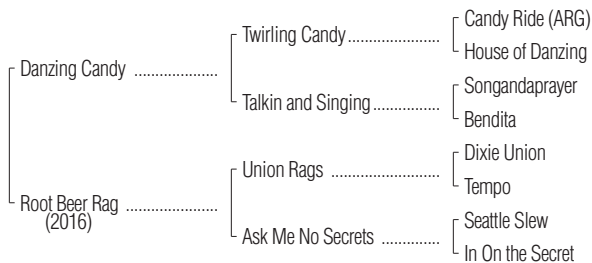 Candy Ride (ARG)
Twirling Candy ......................
House of Danzing
Danzing Candy ....................
Songandaprayer
Talkin and Singing ................
Bendita
Dixie Union
Union Rags ..........................
Tempo
Root Beer Rag ......................
(2016)
Seattle Slew
Ask Me No Secrets ..............
In On the Secret